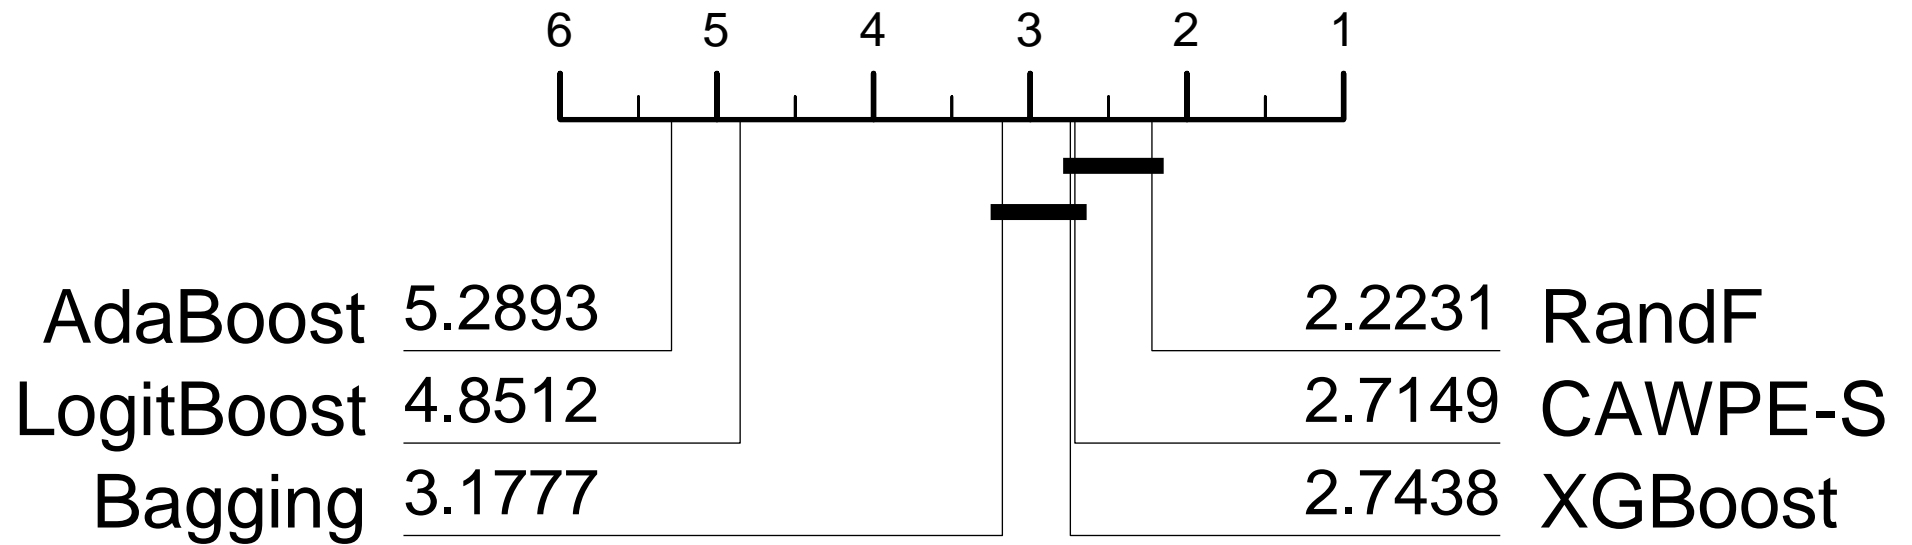 6 5 4 3 2 1
AdaBoost 5.2893 2.2231 RandF
LogitBoost 4.8512 2.7149 CAWPE-S
Bagging 3.1777 2.7438 XGBoost